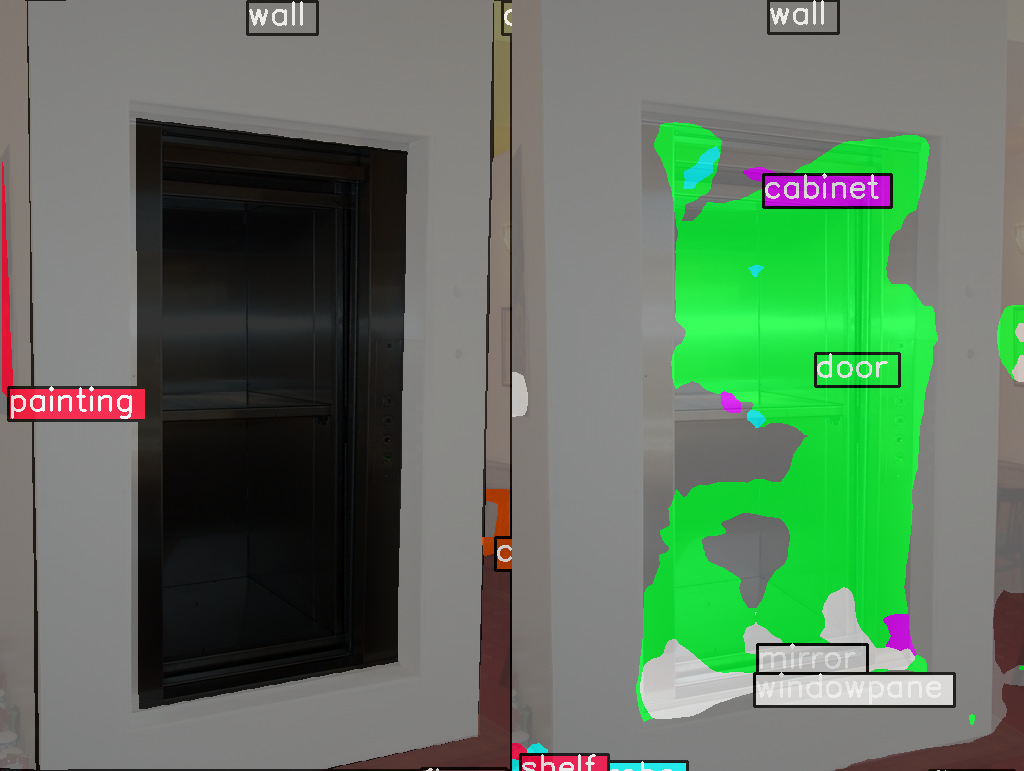 wall
wall
cabinet
door
painting
mirror
windowpane
shelf